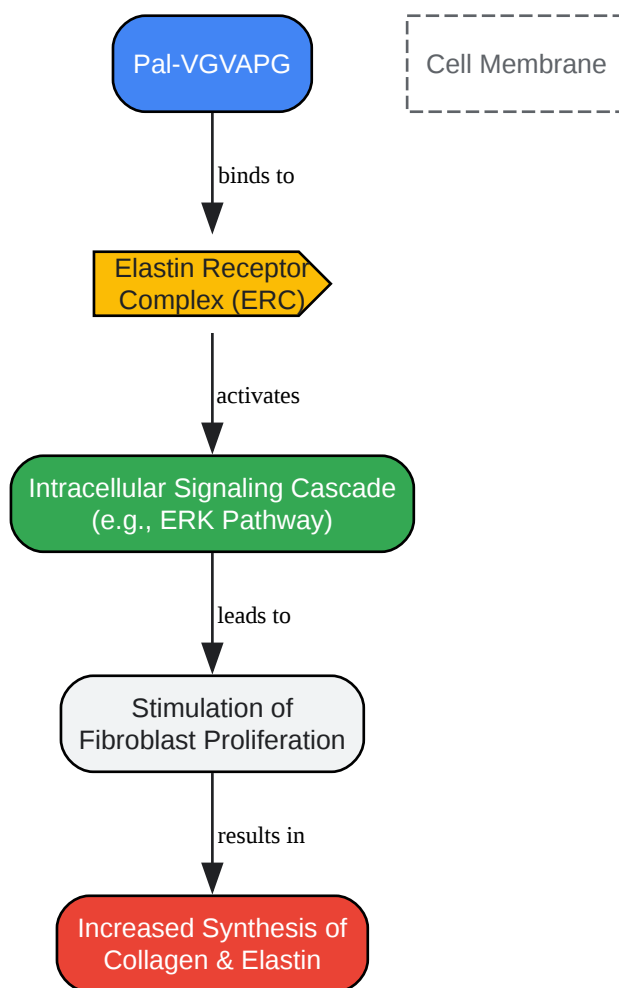 Pal-VGVAPG
Cell Membrane
binds to
Elastin Receptor
Complex (ERC)
activates
Intracellular Signaling Cascade
(e.g., ERK Pathway)
leads to
Stimulation of
Fibroblast Proliferation
results in
Increased Synthesis of
Collagen & Elastin